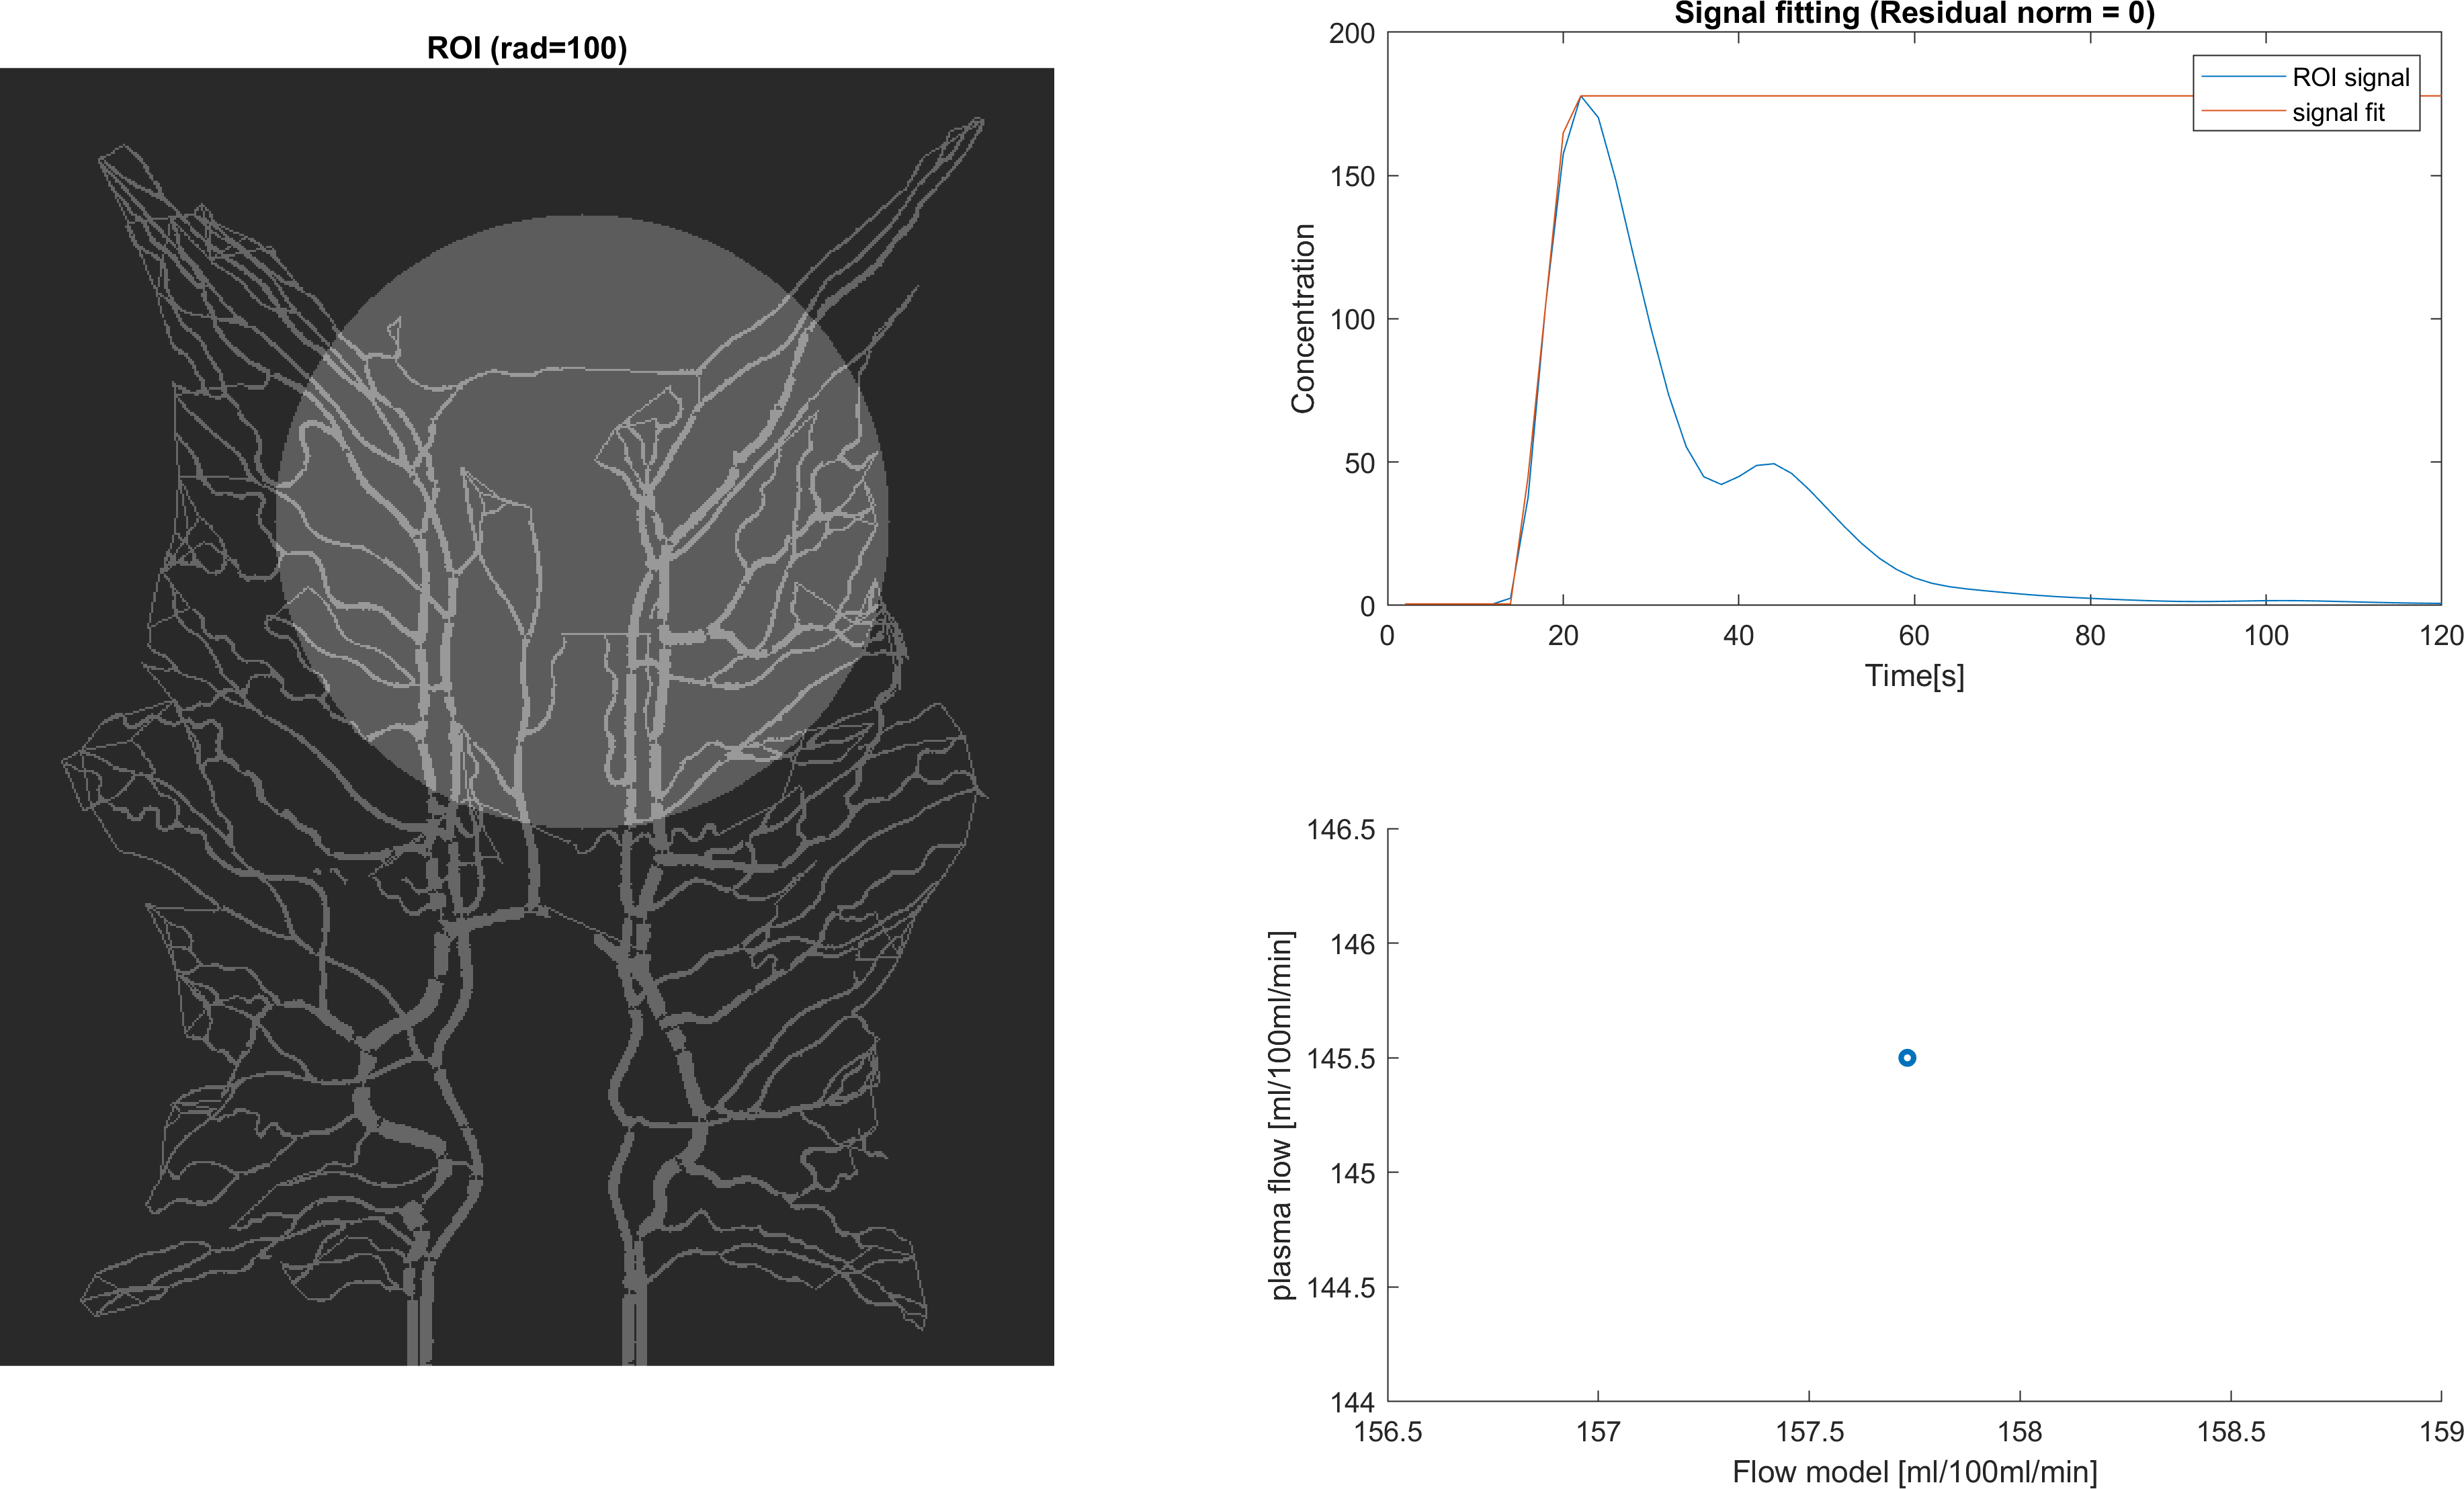 ROI (rad=100)
Signal fitting (Residual norm = 0)
200
150
100
50
0
Concentration
ROI signal
signal fit
0 20 40 60 80 100 120
Time[s]
146.5
146
145.5
145
144.5
144
plasma flow [ml/100ml/min]
156.5 157 157.5 158 158.5 159
Flow model [ml/100ml/min]